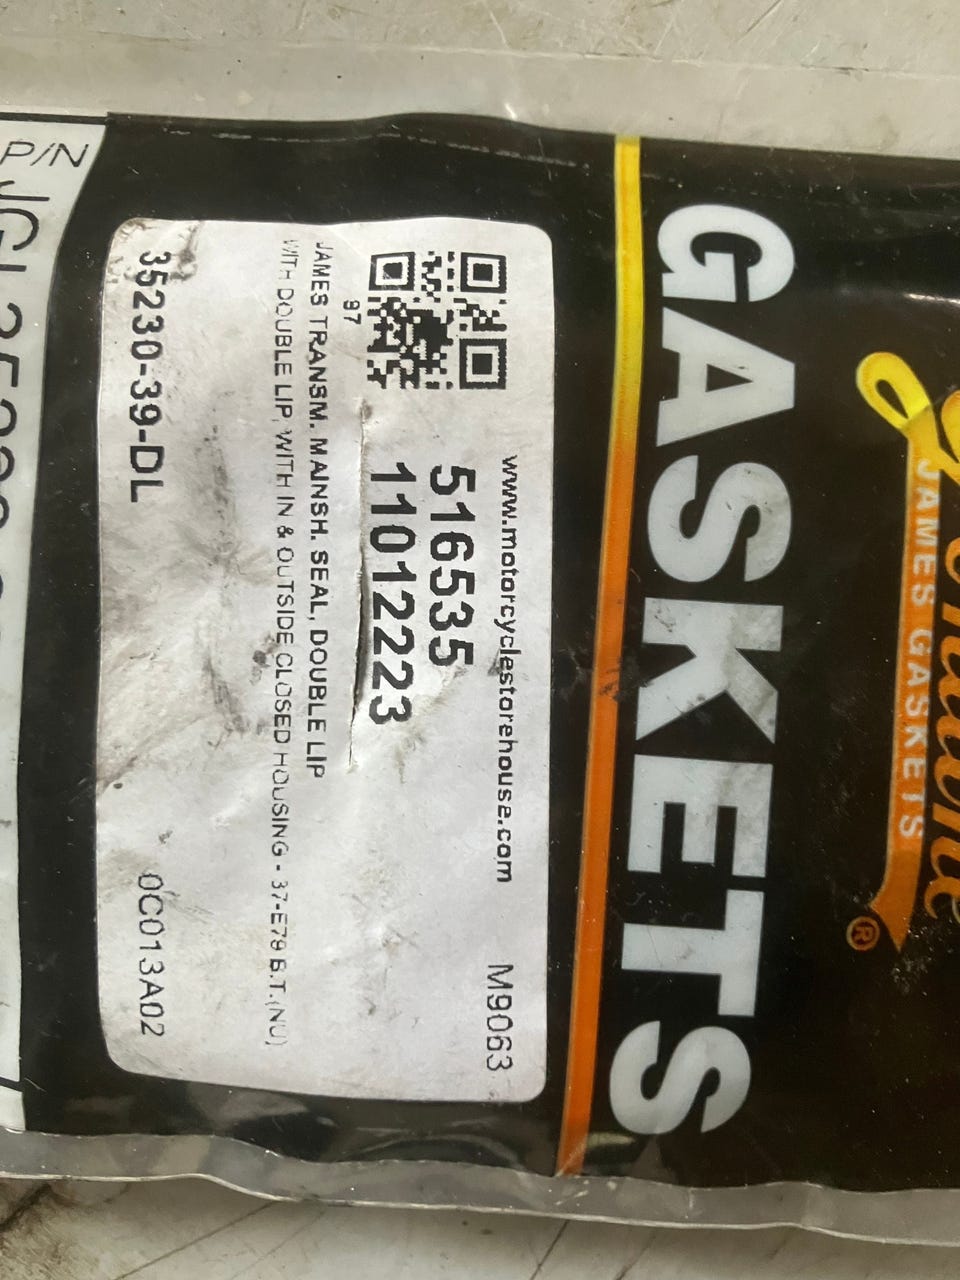 Genuine
JAMES GASKETS
®
GASKETS
www.motorcyclestorehouse.com
M9063
516535
11012223
97
JAMES TRANSM. MAINSH. SEAL, DOUBLE LIP
WITH DOUBLE LIP, WITH IN & OUTSIDE CLOSED HOUSING - 37-E79 B.T.(NU)
35230-39-DL
0C013A02
P/N